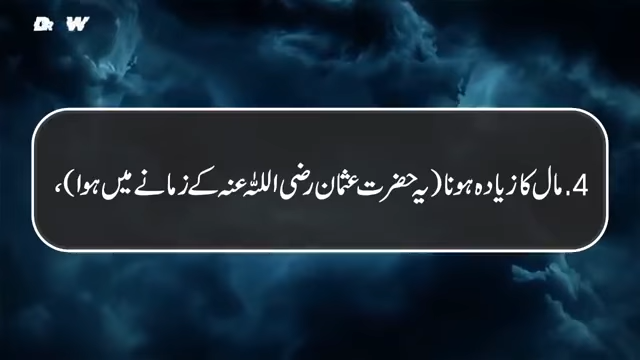 DR W
4. مال کا زیادہ ہونا (یہ حضرت عثمان رضی اللہ عنہ کے زمانے میں ہوا)،